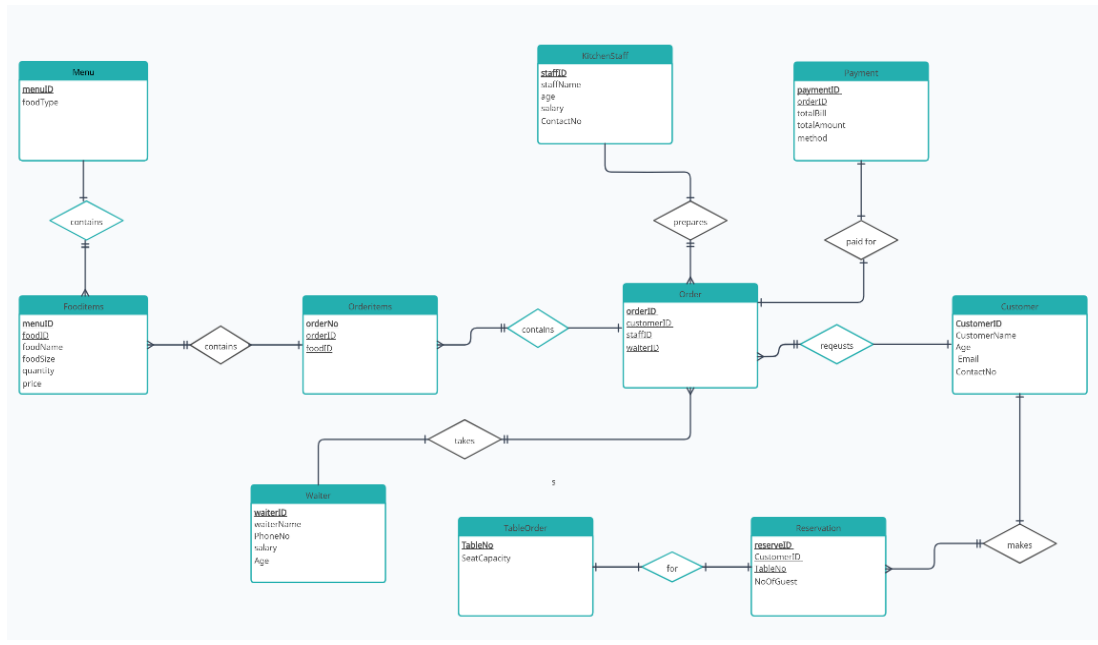 KitchenStaff
staffID
staffName
age
salary
ContactNo
Menu
menuID
foodType
Payment
paymentID
orderID
totalBill
totalAmount
method
contains
prepares
paid for
FoodItems
menuID
foodID
foodName
foodSize
quantity
price
contains
OrderItems
orderNo
orderID
foodID
contains
Order
orderID
customerID
staffID
waiterID
reqeusts
Customer
CustomerID
CustomerName
Age
Email
ContactNo
takes
s
Waiter
waiterID
waiterName
PhoneNo
salary
Age
TableOrder
TableNo
SeatCapacity
for
Reservation
reserveID
CustomerID
TableNo
NoOfGuest
makes